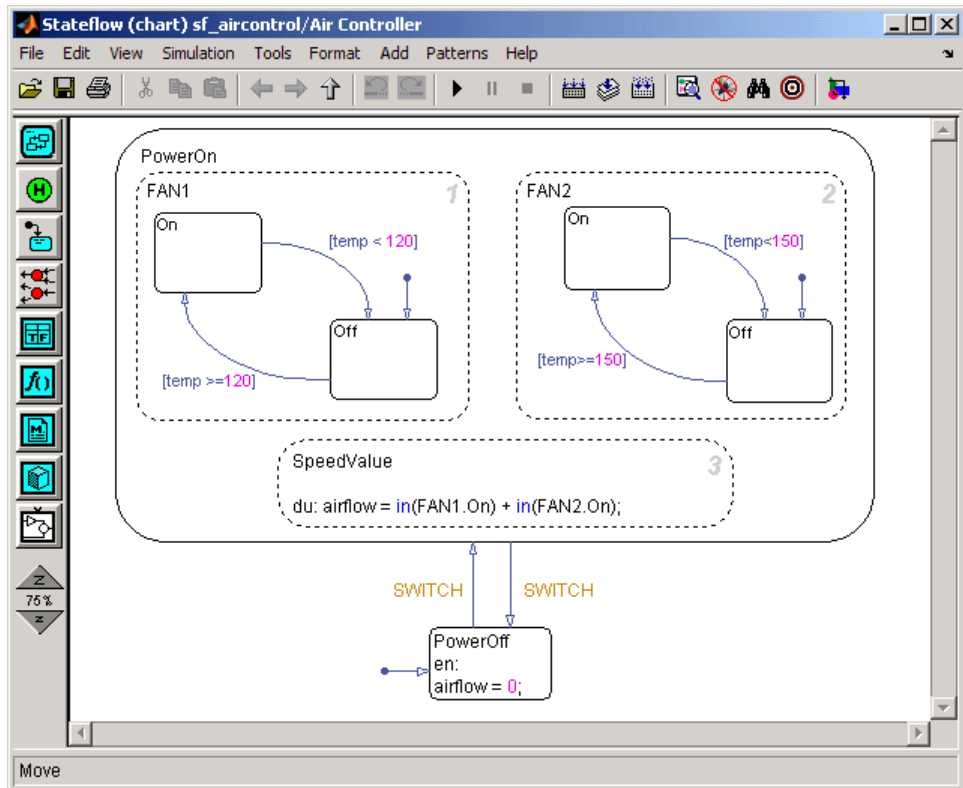 Stateflow (chart) sf_aircontrol/Air Controller
File Edit View Simulation Tools Format Add Patterns Help
PowerOn
FAN1
1
On
[temp < 120]
Off
[temp >=120]
FAN2
2
On
[temp<150]
Off
[temp>=150]
SpeedValue
3
du: airflow = in(FAN1.On) + in(FAN2.On);
SWITCH
SWITCH
PowerOff
en:
airflow = 0;
H
TF
f()
M
Z
75%
z
Move